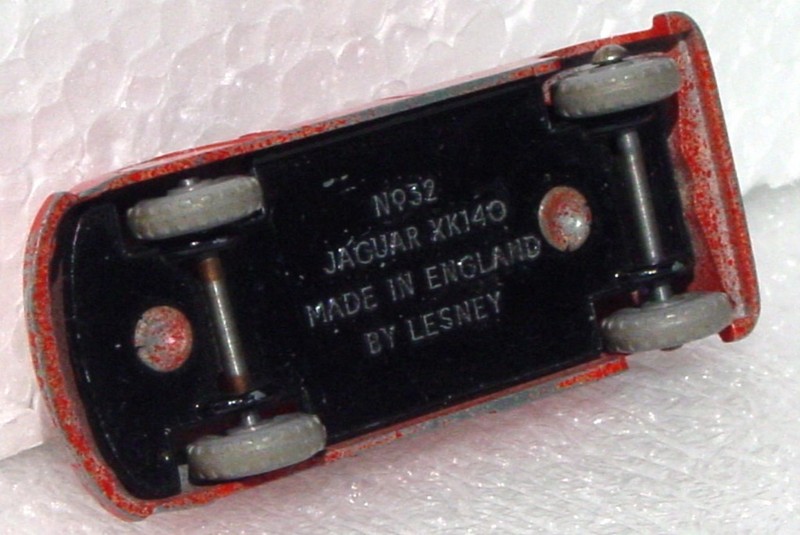 Nº32
JAGUAR XK140
MADE IN ENGLAND
BY LESNEY